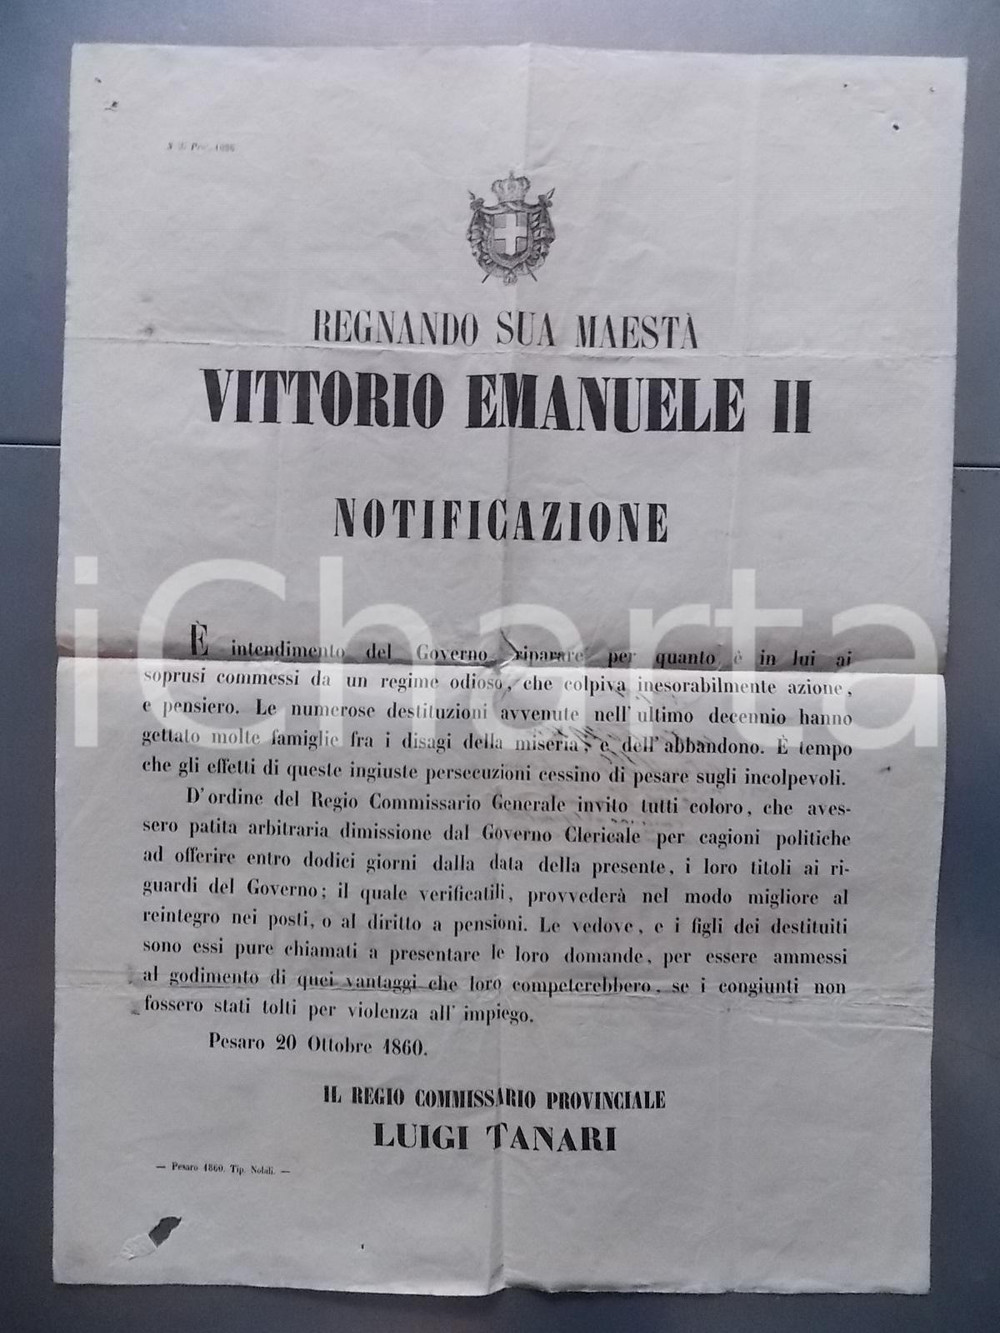 REGNANDO SUA MAESTÀ
VITTORIO EMANUELE II
NOTIFICAZIONE
iCharta
È intendimento del Governo riparare per quanto è in lui ai
soprusi commessi da un regime odioso, che colpiva inesorabilmente azione,
e pensiero. Le numerose destituzioni avvenute nell' ultimo decennio hanno
gettato molte famiglie fra i disagi della miseria, e dell' abbandono. È tempo
che gli effetti di queste ingiuste persecuzioni cessino di pesare sugli incolpevoli.
D'ordine del Regio Commissario Generale invito tutti coloro, che aves-
sero patita arbitraria dimissione dal Governo Clericale per cagioni politiche
ad offerire entro dodici giorni dalla data della presente, i loro titoli ai ri-
guardi del Governo; il quale verificatili, provvederà nel modo migliore al
reintegro nei posti, o al diritto a pensioni. Le vedove, e i figli dei destituiti
sono essi pure chiamati a presentare le loro domande, per essere ammessi
al godimento di quei vantaggi che loro competerebbero, se i congiunti non
fossero stati tolti per violenza all' impiego.
Pesaro 20 Ottobre 1860.
IL REGIO COMMISSARIO PROVINCIALE
LUIGI TANARI
— Pesaro 1860. Tip. Nobili. —